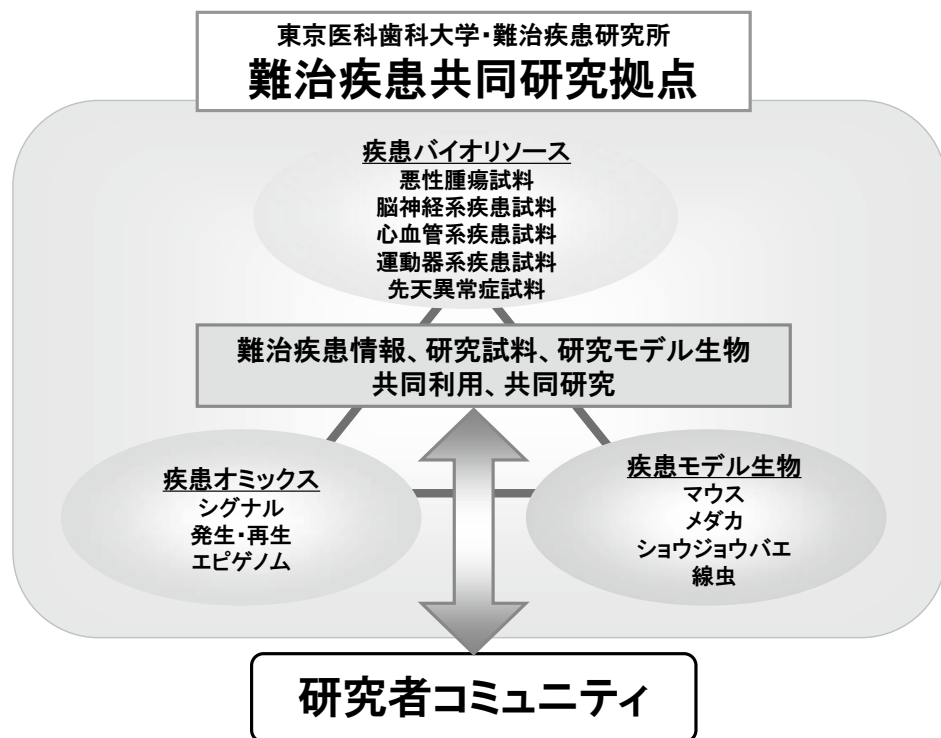 東京医科歯科大学・難治疾患研究所
難治疾患共同研究拠点
疾患バイオリソース
悪性腫瘍試料
脳神経系疾患試料
心血管系疾患試料
運動器系疾患試料
先天異常症試料
難治疾患情報、研究試料、研究モデル生物
共同利用、共同研究
疾患オミックス
シグナル
発生・再生
エピゲノム
疾患モデル生物
マウス
メダカ
ショウジョウバエ
線虫
研究者コミュニティ